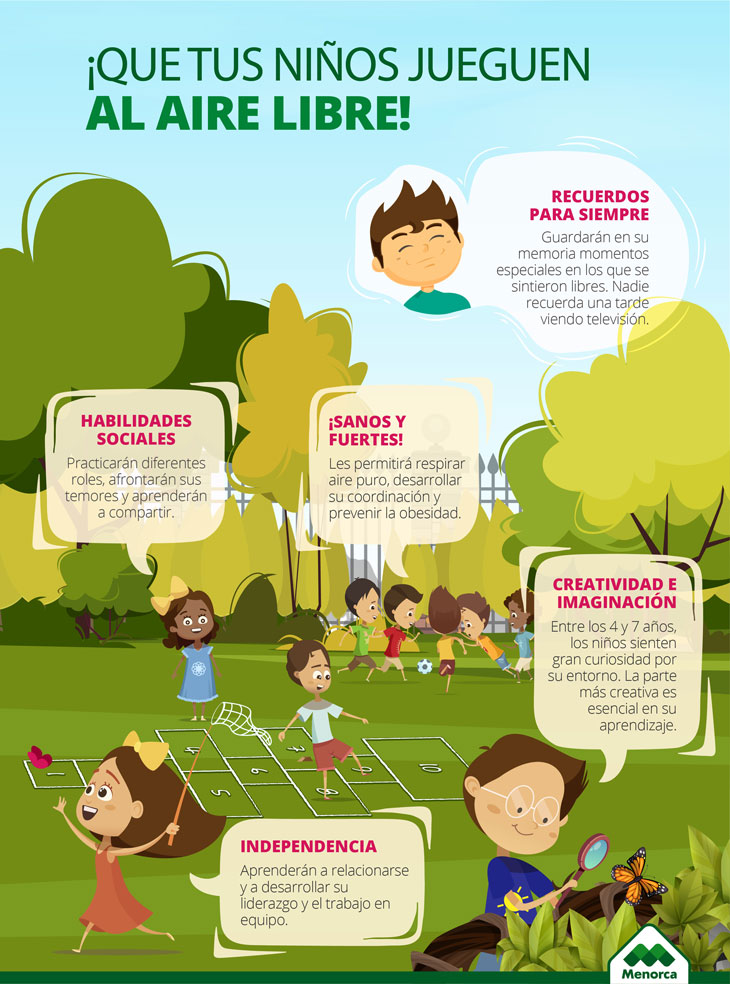 ¡QUE TUS NIÑOS JUEGUEN
AL AIRE LIBRE!
RECUERDOS
PARA SIEMPRE
Guardarán en su
memoria momentos
especiales en los que se
sintieron libres. Nadie
recuerda una tarde
viendo televisión.
HABILIDADES
SOCIALES
Practicarán diferentes
roles, afrontarán sus
temores y aprenderán
a compartir.
¡SANOS Y
FUERTES!
Les permitirá respirar
aire puro, desarrollar
su coordinación y
prevenir la obesidad.
CREATIVIDAD E
IMAGINACIÓN
Entre los 4 y 7 años,
los niños sienten
gran curiosidad por
su entorno. La parte
más creativa es
esencial en su
aprendizaje.
1
5
6
7
8
10
INDEPENDENCIA
Aprenderán a relacionarse
y a desarrollar su
liderazgo y el trabajo en
equipo.
Menorca